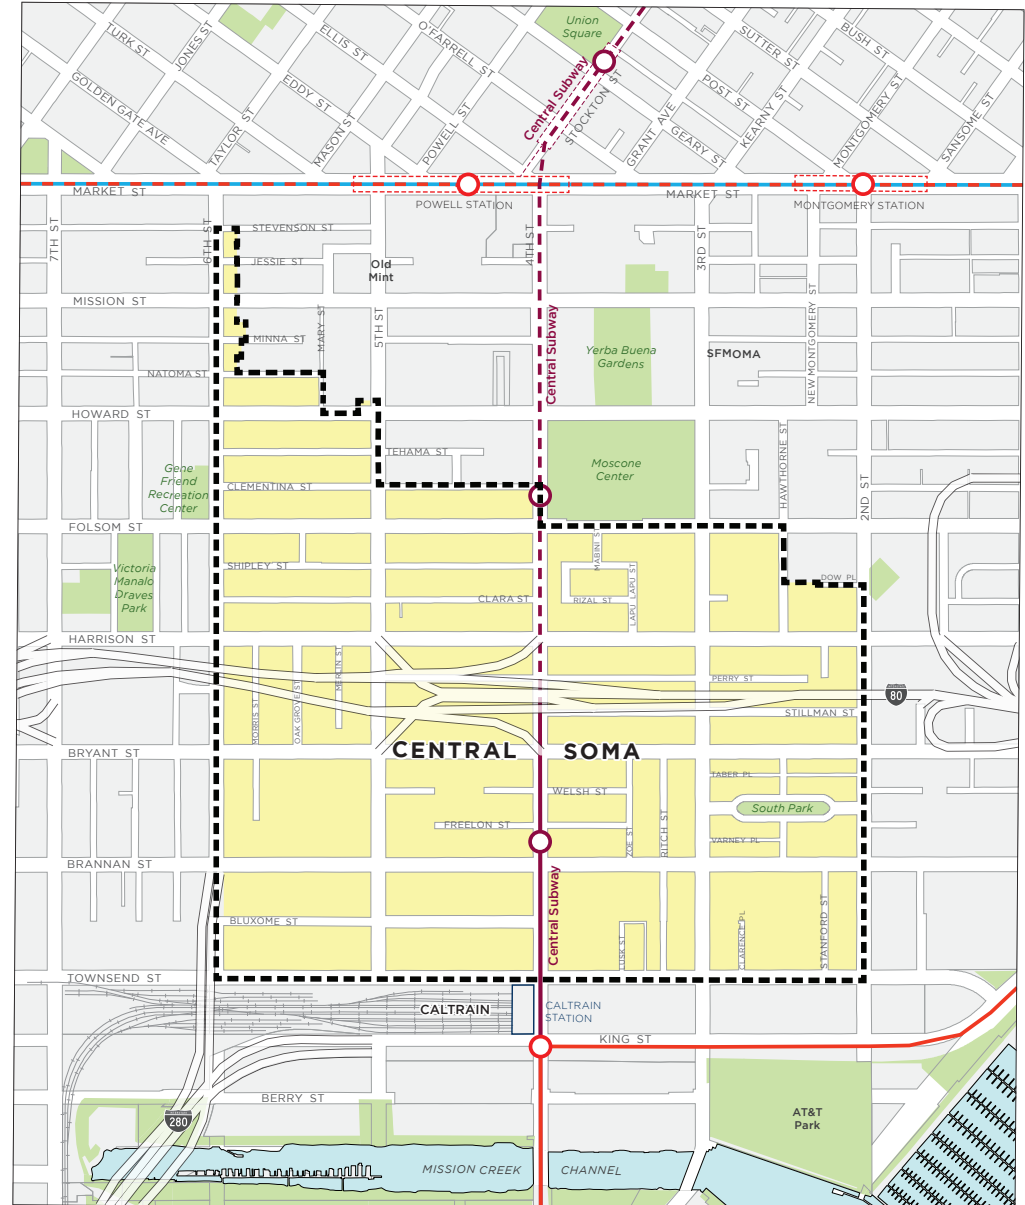 Union
Square
TURK ST
JONES ST
ELLIS ST
O'FARRELL ST
SUTTER ST
BUSH ST
GOLDEN GATE AVE
EDDY ST
TAYLOR ST
MASON ST
POWELL ST
Central Subway
STOCKTON ST
GRANT AVE
POST ST
GEARY ST
KEARNY ST
MONTGOMERY ST
SANSOME ST
MARKET ST
MARKET ST
POWELL STATION
MONTGOMERY STATION
7TH ST
6TH ST
STEVENSON ST
4TH ST
3RD ST
JESSIE ST
Old
Mint
MISSION ST
MARY ST
5TH ST
MINNA ST
Central Subway
Yerba Buena
Gardens
SFMOMA
NEW MONTGOMERY ST
NATOMA ST
HOWARD ST
TEHAMA ST
Moscone
Center
HAWTHORNE ST
2ND ST
Gene
Friend
Recreation
Center
CLEMENTINA ST
FOLSOM ST
Victoria
Manalo
Draves
Park
SHIPLEY ST
MABINI ST
LAPU LAPU ST
RIZAL ST
CLARA ST
DOW PL
HARRISON ST
MERLIN ST
OAK GROVE ST
MORRIS ST
PERRY ST
80
STILLMAN ST
BRYANT ST
CENTRAL SOMA
TABER PL
WELSH ST
South Park
FREELON ST
ZOE ST
RITCH ST
VARNEY PL
BRANNAN ST
Central Subway
BLUXOME ST
LUSK ST
CLARENCE PL
STANFORD ST
TOWNSEND ST
CALTRAIN
CALTRAIN
STATION
KING ST
BERRY ST
280
AT&T
Park
MISSION CREEK CHANNEL